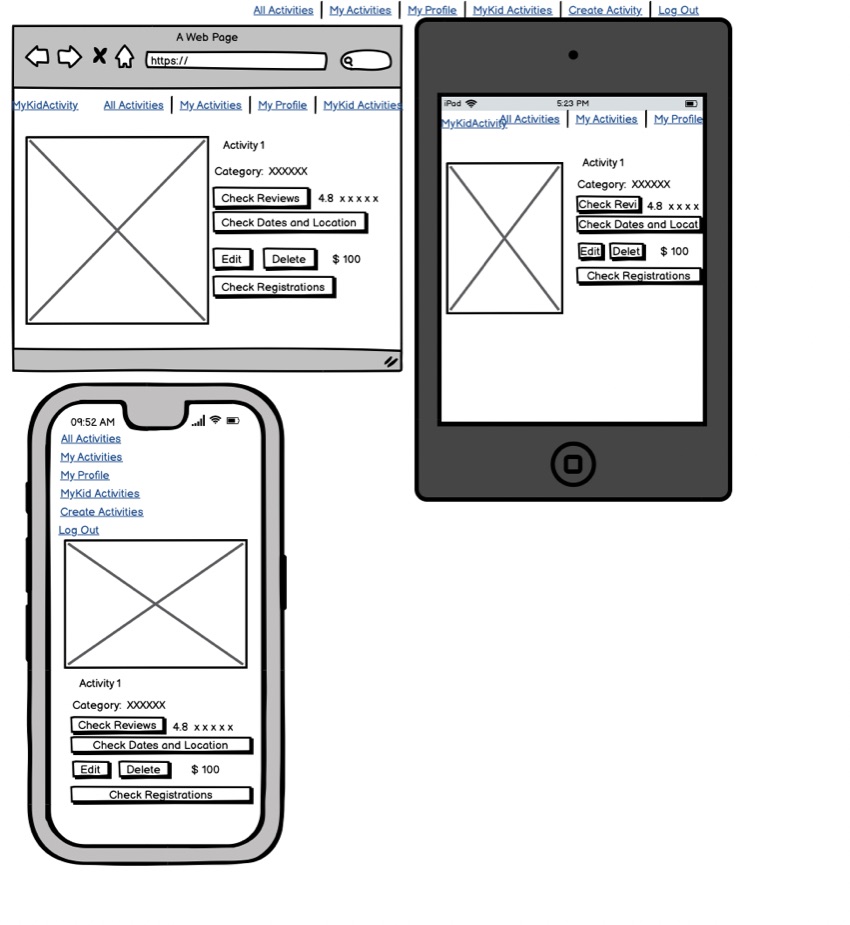 All Activities My Activities My Profile MyKid Activities Create Activity Log Out
A Web Page
https://
MyKidActivity All Activities My Activities My Profile MyKid Activities
Activity 1
Category: XXXXXX
Check Reviews 4.8 x x x x x
Check Dates and Location
Edit Delete $ 100
Check Registrations
iPod 5:23 PM
MyKidActivity All Activities My Activities My Profile
Activity 1
Category: XXXXXX
Check Revi 4.8 x x x x
Check Dates and Locat
Edit Delet $ 100
Check Registrations
09:52 AM
All Activities
My Activities
My Profile
MyKid Activities
Create Activities
Log Out
Activity 1
Category: XXXXXX
Check Reviews 4.8 x x x x x
Check Dates and Location
Edit Delete $ 100
Check Registrations